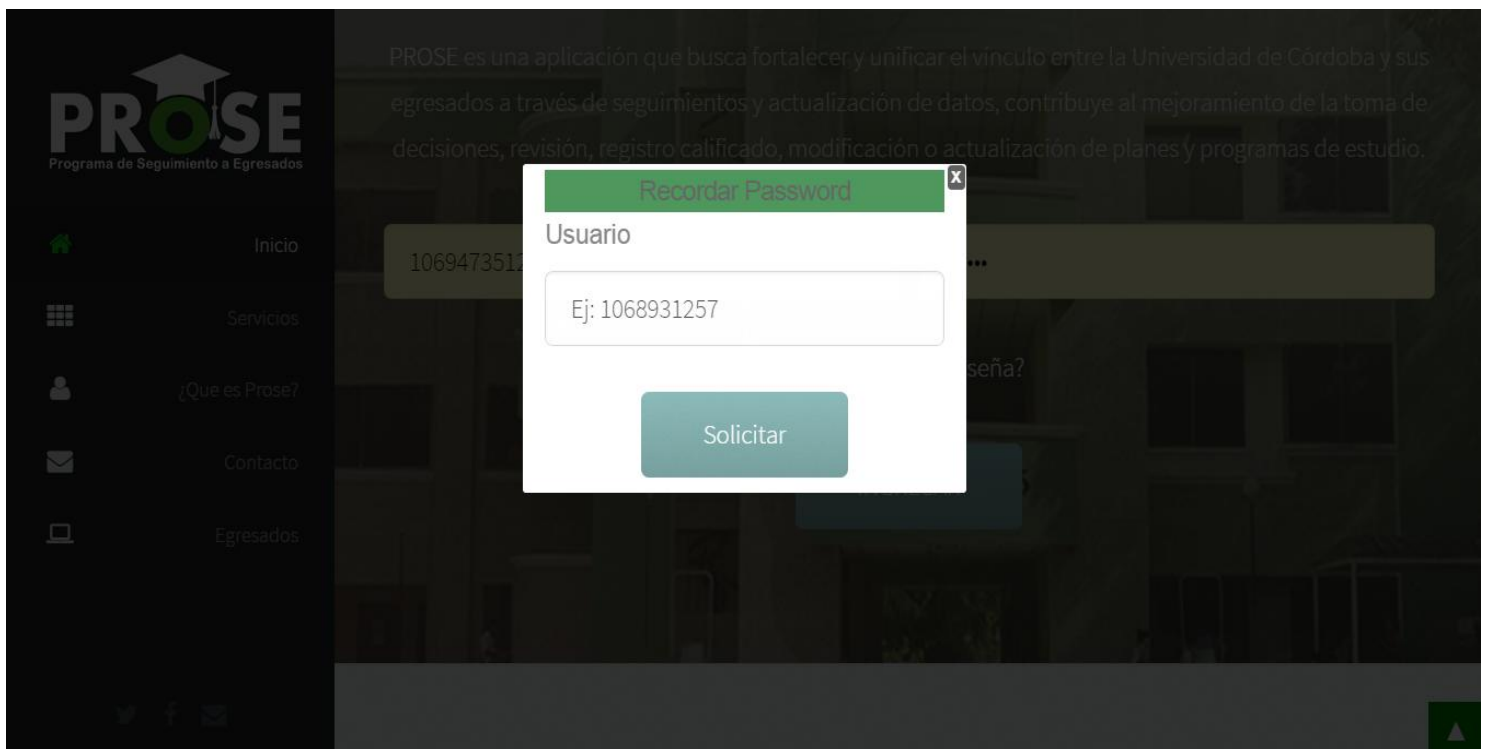 PROSE
Programa de Seguimiento a Egresados
Inicio
Servicios
¿Que es Prose?
Contacto
Egresados
PROSE es una aplicación que busca fortalecer y unificar el vínculo entre la Universidad de Córdoba y sus
egresados a través de seguimientos y actualización de datos, contribuye al mejoramiento de la toma de
decisiones, revisión, registro calificado, modificación o actualización de planes y programas de estudio.
106947351
Recordar Password
x
Usuario
Ej: 1068931257
seña?
Solicitar